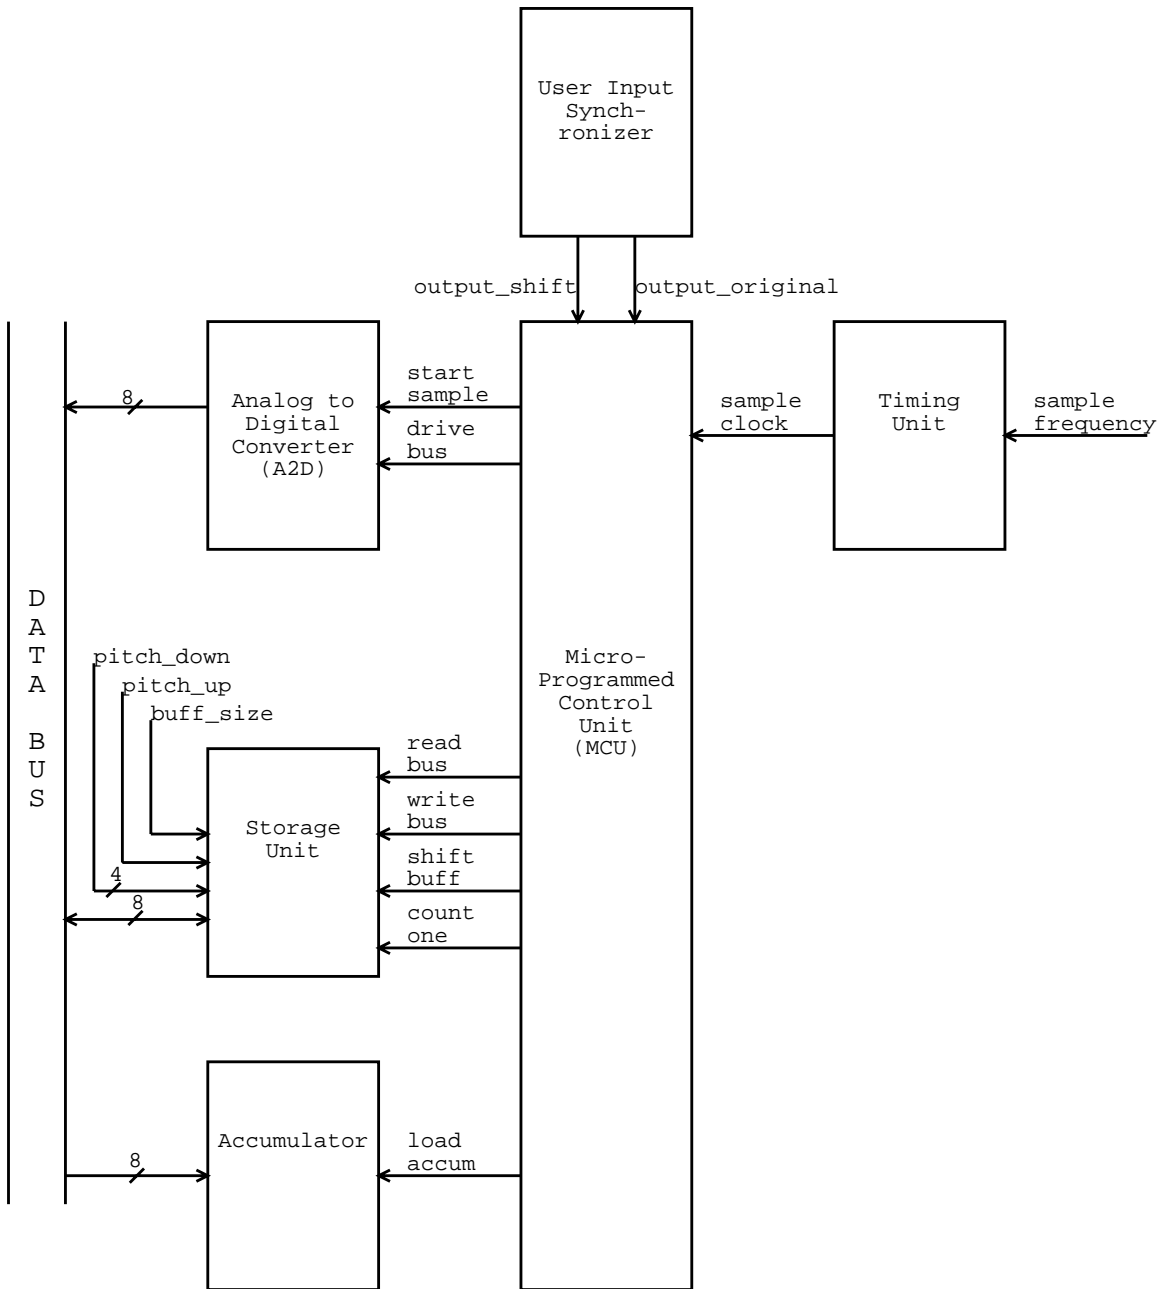 User Input
Synch-
ronizer
output_shift
output_original
start
sample
drive
bus
8
Analog to
Digital
Converter
(A2D)
sample
clock
Timing
Unit
sample
frequency
D
A
T
A
B
U
S
pitch_down
pitch_up
buff_size
Micro-
Programmed
Control
Unit
(MCU)
read
bus
write
bus
shift
buff
count
one
Storage
Unit
4
8
Accumulator
load
accum
8